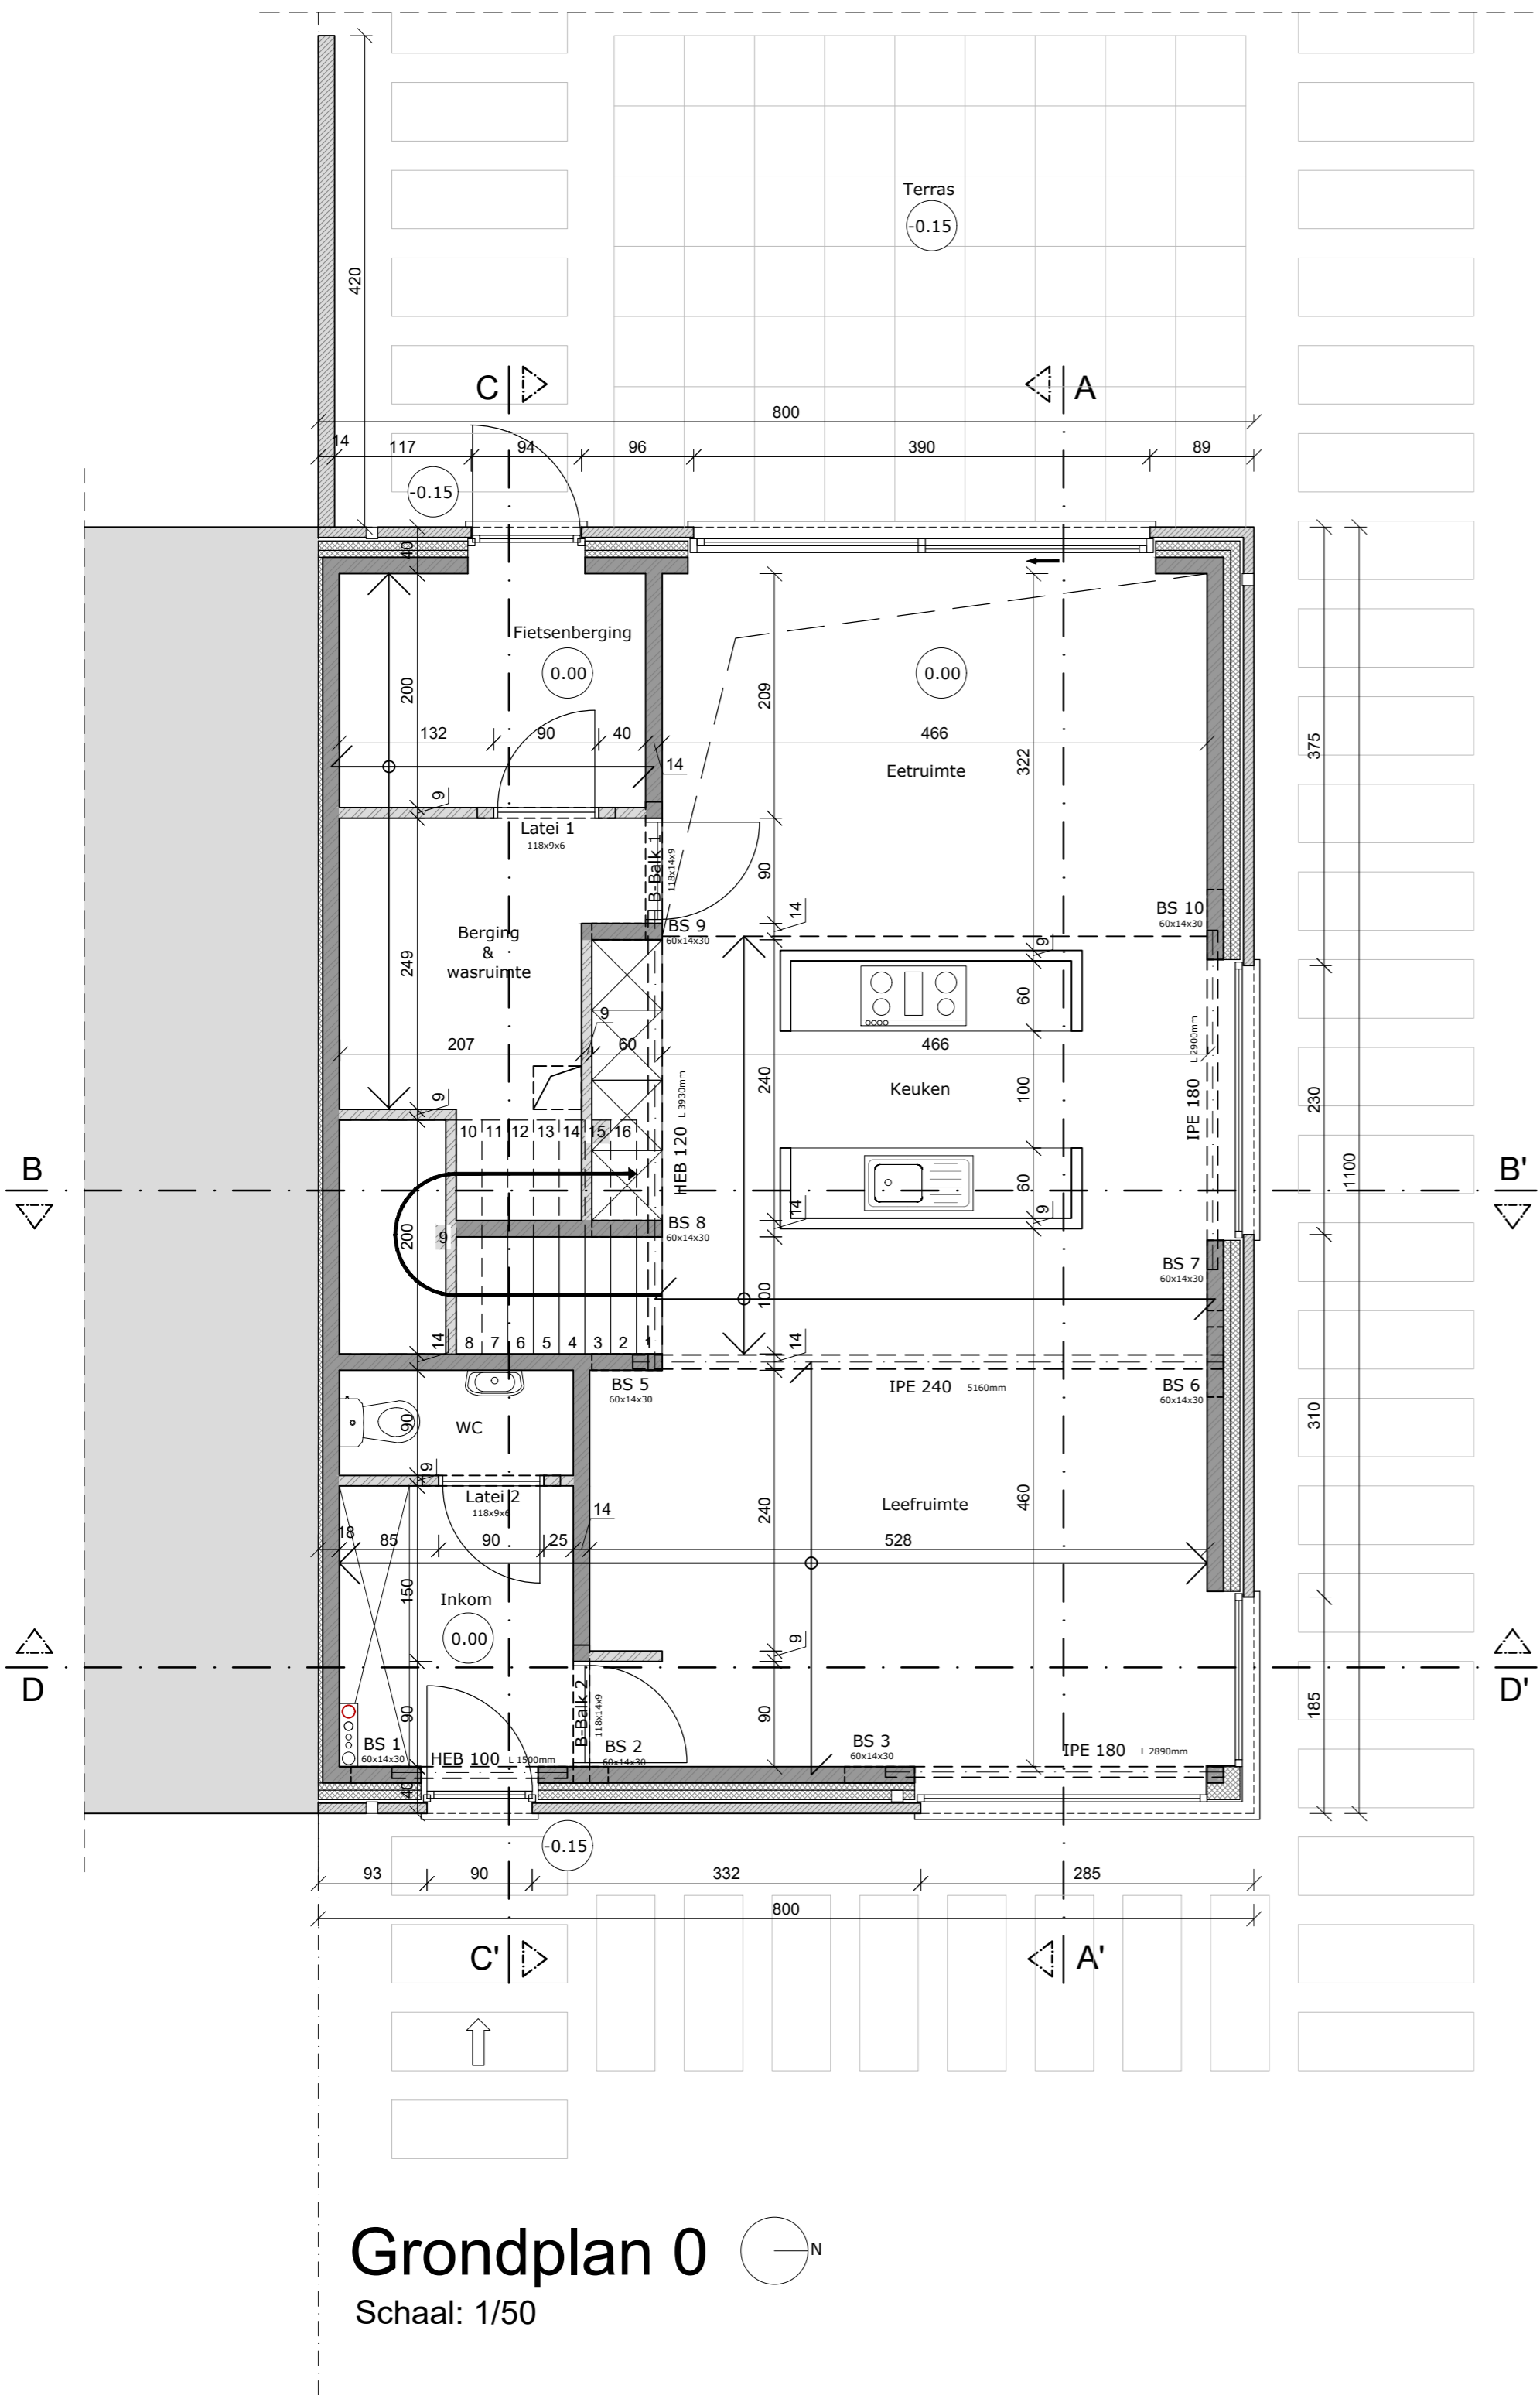 Terras
-0.15
420
C
A
800
14
117
94
96
390
89
-0.15
40
Fietsenberging
0.00
0.00
200
209
132
90
40
466
14
322
Eetruimte
375
9
Latei 1
118x9x6
B-Balk 1
118x14x9
90
14
BS 9
60x14x30
BS 10
60x14x30
Berging
&
wasruimte
249
9
60
9
207
60
466
L 2900mm
IPE 180
240
Keuken
100
HEB 120
L 3930mm
230
9
10
11
12
13
14
15
16
B
B'
1100
60
14
9
BS 8
60x14x30
200
9
BS 7
60x14x30
100
14
8
7
6
5
4
3
2
1
14
BS 5
60x14x30
IPE 240
5160mm
BS 6
60x14x30
WC
90
310
9
Latei 2
118x9x6
14
240
Leefruimte
460
18
85
90
25
528
150
Inkom
0.00
9
D
D'
B-Balk 2
118x14x9
90
90
185
BS 1
60x14x30
HEB 100
L 1500mm
BS 2
60x14x30
BS 3
60x14x30
IPE 180
L 2890mm
40
-0.15
93
90
332
285
800
C'
A'
Grondplan 0
N
Schaal: 1/50